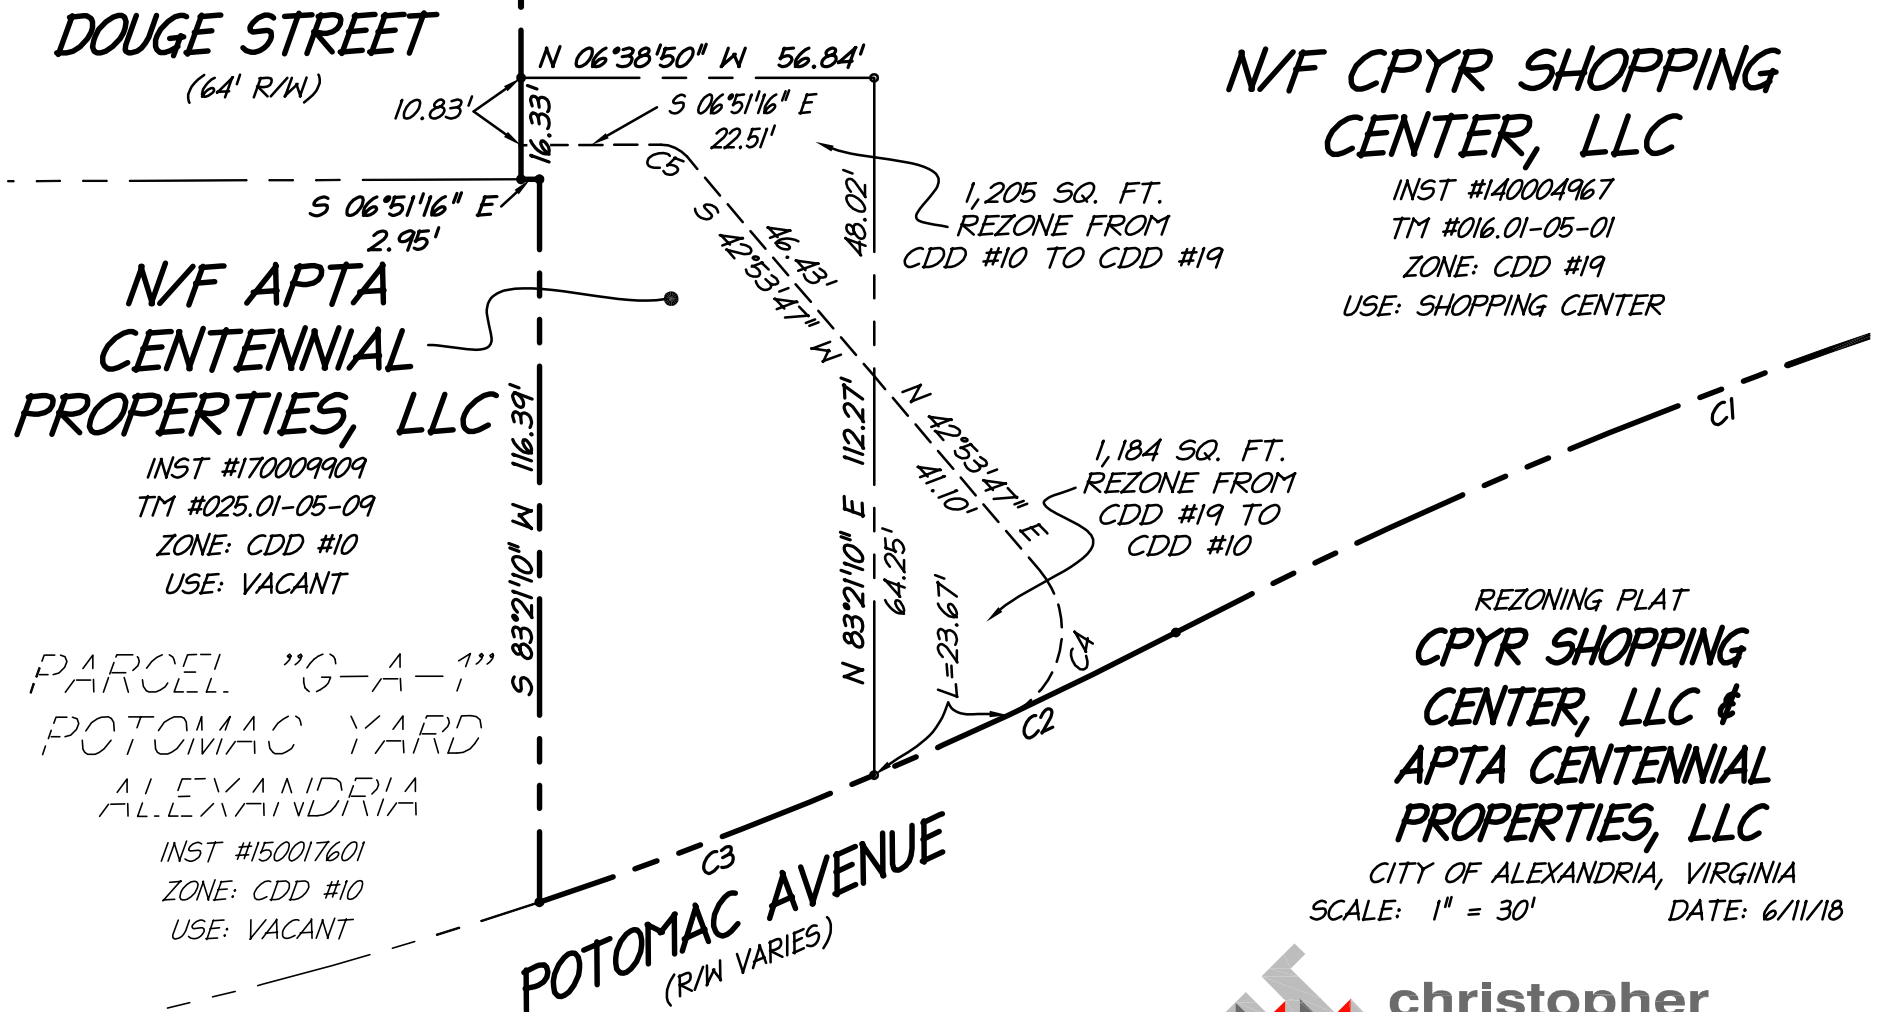 DOUGE STREET
(64' R/W)
N 06°38'50" W 56.84'
10.83'
16.33'
S 06°51'16" E
22.51'
C5
S 06°51'16" E
2.95'
N/F APTA
CENTENNIAL
PROPERTIES, LLC
INST #170009909
TM #025.01-05-09
ZONE: CDD #10
USE: VACANT
PARCEL "G-A-1"
POTOMAC YARD
ALEXANDRIA
INST #150017601
ZONE: CDD #10
USE: VACANT
S 83°21'10" W 116.39'
46.43'
S 42°53'47" W
48.02'
N 83°21'10" E 112.27'
64.25'
N 42°53'47" E
41.10'
L=23.67'
C4
C2
C3
C1
1,205 SQ. FT.
REZONE FROM
CDD #10 TO CDD #19
1,184 SQ. FT.
REZONE FROM
CDD #19 TO
CDD #10
N/F CPYR SHOPPING
CENTER, LLC
INST #140004967
TM #016.01-05-01
ZONE: CDD #19
USE: SHOPPING CENTER
POTOMAC AVENUE
(R/W VARIES)
REZONING PLAT
CPYR SHOPPING
CENTER, LLC &
APTA CENTENNIAL
PROPERTIES, LLC
CITY OF ALEXANDRIA, VIRGINIA
SCALE: 1" = 30' DATE: 6/11/18
christopher